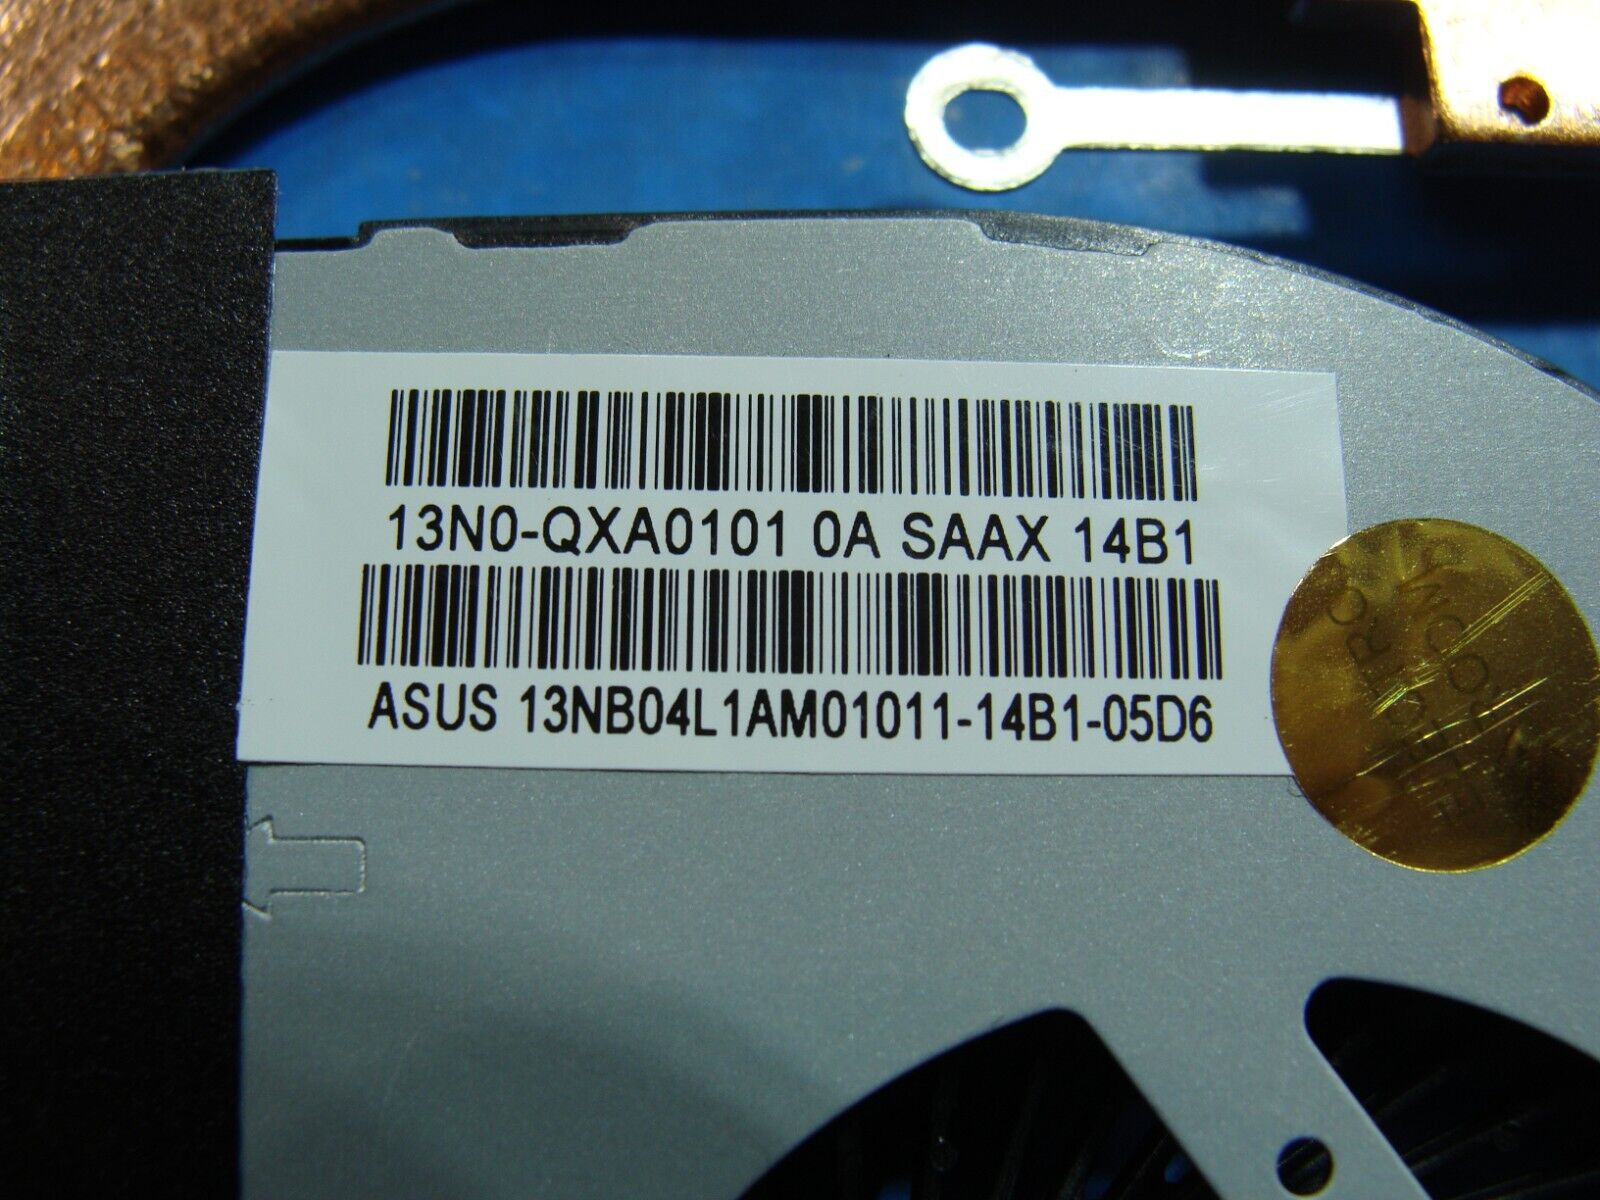 13N0-QXA0101 0A SAAX 14B1
ASUS 13NB04L1AM01011-14B1-05D6